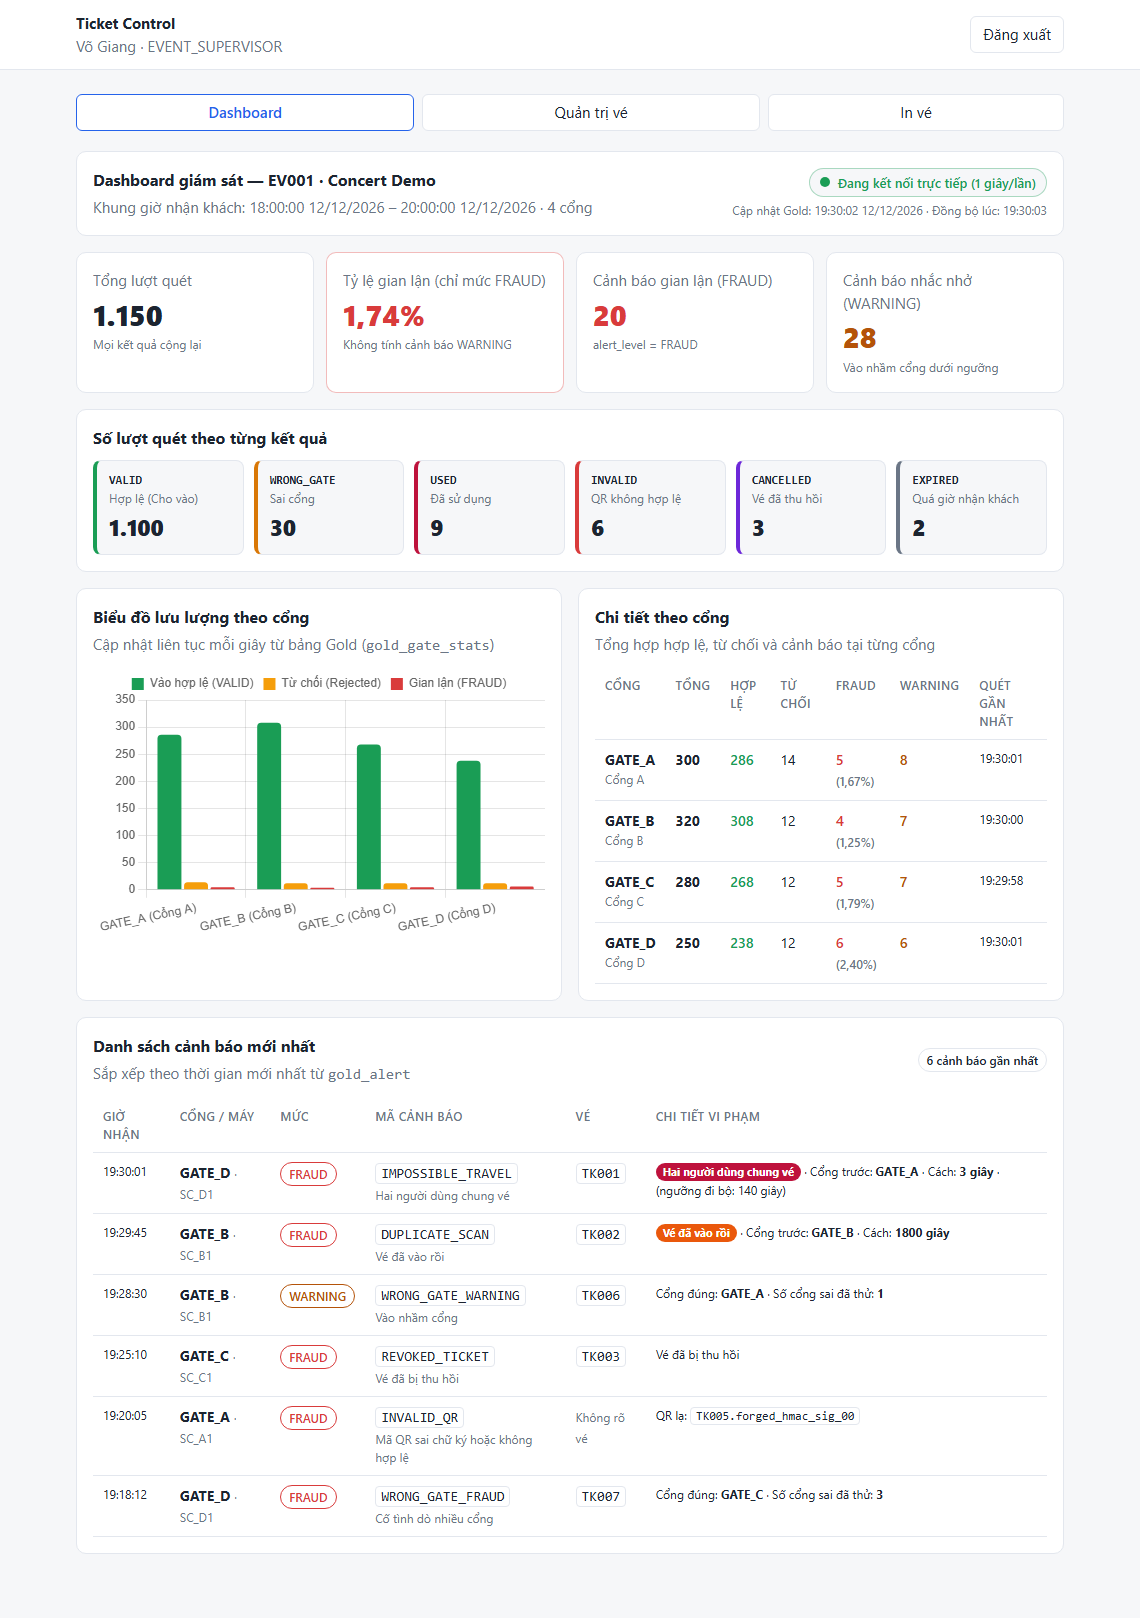 Ticket Control
Võ Giang · EVENT_SUPERVISOR
Đăng xuất
Dashboard
Quản trị vé
In vé
Dashboard giám sát — EV001 · Concert Demo
Khung giờ nhận khách: 18:00:00 12/12/2026 – 20:00:00 12/12/2026 · 4 cổng
Đang kết nối trực tiếp (1 giây/lần)
Cập nhật Gold: 19:30:02 12/12/2026 · Đồng bộ lúc: 19:30:03
Tổng lượt quét
1.150
Mọi kết quả cộng lại
Tỷ lệ gian lận (chỉ mức FRAUD)
1,74%
Không tính cảnh báo WARNING
Cảnh báo gian lận (FRAUD)
20
alert_level = FRAUD
Cảnh báo nhắc nhở
(WARNING)
28
Vào nhầm cổng dưới ngưỡng
Số lượt quét theo từng kết quả
VALID
Hợp lệ (Cho vào)
1.100
WRONG_GATE
Sai cổng
30
USED
Đã sử dụng
9
INVALID
QR không hợp lệ
6
CANCELLED
Vé đã thu hồi
3
EXPIRED
Quá giờ nhận khách
2
Biểu đồ lưu lượng theo cổng
Cập nhật liên tục mỗi giây từ bảng Gold (gold_gate_stats)
Vào hợp lệ (VALID)
Từ chối (Rejected)
Gian lận (FRAUD)
350
300
250
200
150
100
50
0
GATE_A (Cổng A)
GATE_B (Cổng B)
GATE_C (Cổng C)
GATE_D (Cổng D)
Chi tiết theo cổng
Tổng hợp hợp lệ, từ chối và cảnh báo tại từng cổng
CỔNG TỔNG HỢP TỪ FRAUD WARNING QUÉT
LỆ CHỐI GẦN
NHẤT
GATE_A 300 286 14 5 8 19:30:01
Cổng A (1,67%)
GATE_B 320 308 12 4 7 19:30:00
Cổng B (1,25%)
GATE_C 280 268 12 5 7 19:29:58
Cổng C (1,79%)
GATE_D 250 238 12 6 6 19:30:01
Cổng D (2,40%)
Danh sách cảnh báo mới nhất
Sắp xếp theo thời gian mới nhất từ gold_alert
6 cảnh báo gần nhất
GIỜ CỔNG / MÁY MỨC MÃ CẢNH BÁO VÉ CHI TIẾT VI PHẠM
NHẬN
19:30:01 GATE_D · FRAUD IMPOSSIBLE_TRAVEL TK001 Hai người dùng chung vé · Cổng trước: GATE_A · Cách: 3 giây ·
SC_D1 Hai người dùng chung vé (ngưỡng đi bộ: 140 giây)
19:29:45 GATE_B · FRAUD DUPLICATE_SCAN TK002 Vé đã vào rồi · Cổng trước: GATE_B · Cách: 1800 giây
SC_B1 Vé đã vào rồi
19:28:30 GATE_B · WARNING WRONG_GATE_WARNING TK006 Cổng đúng: GATE_A · Số cổng sai đã thử: 1
SC_B1 Vào nhầm cổng
19:25:10 GATE_C · FRAUD REVOKED_TICKET TK003 Vé đã bị thu hồi
SC_C1 Vé đã bị thu hồi
19:20:05 GATE_A · FRAUD INVALID_QR Không rõ QR lạ: TK005.forged_hmac_sig_00
SC_A1 Mã QR sai chữ ký hoặc không vé
hợp lệ
19:18:12 GATE_D · FRAUD WRONG_GATE_FRAUD TK007 Cổng đúng: GATE_C · Số cổng sai đã thử: 3
SC_D1 Cố tình dò nhiều cổng